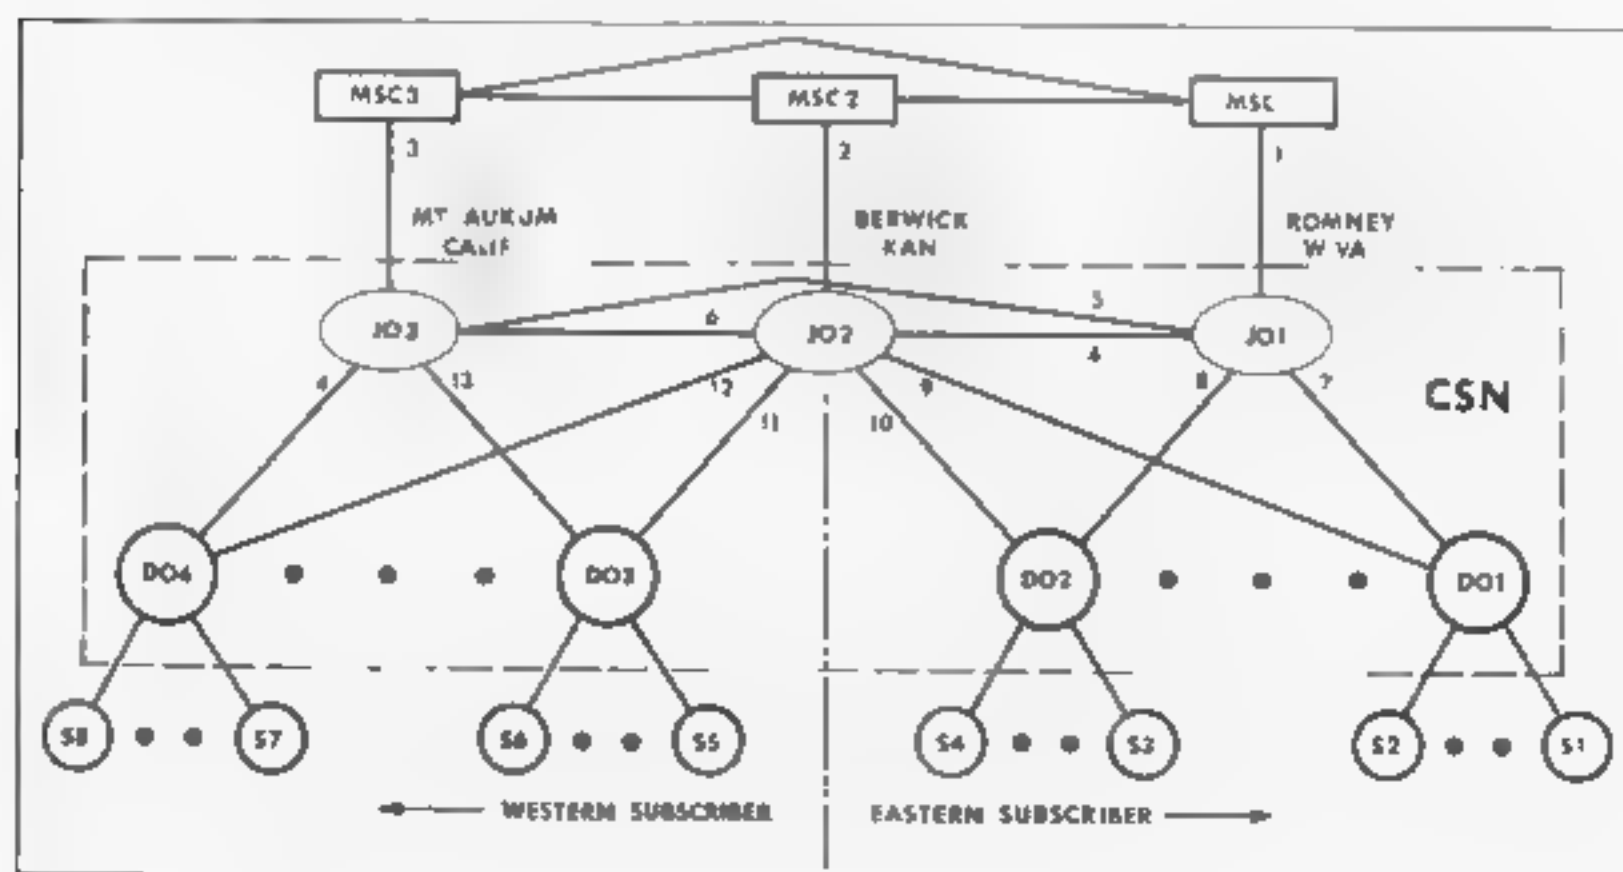 MSC3
MSC2
MSC
3
2
1
MT AUKUM
CALIF
BERWICK
KAN
ROMNEY
W VA
JO3
6
JO2
5
4
JO1
CSN
4
13
12
11
10
9
8
7
DO4
DO3
DO2
DO1
S8
S7
S6
S5
S4
S3
S2
S1
WESTERN SUBSCRIBER
EASTERN SUBSCRIBER